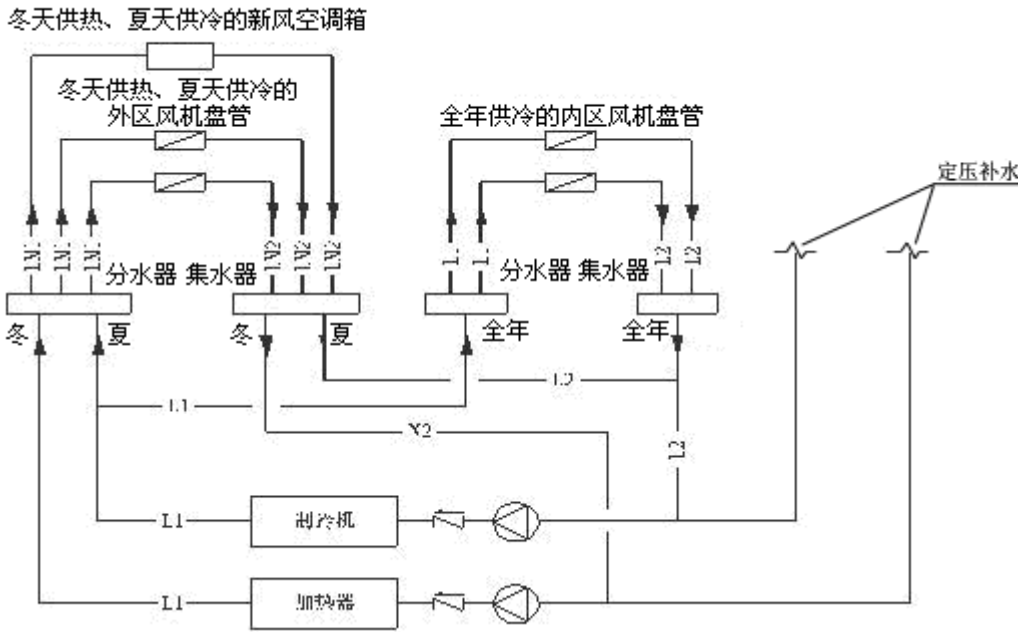 冬天供热、夏天供冷的新风空调箱
冬天供热、夏天供冷的
外区风机盘管
全年供冷的内区风机盘管
定压补水
LN1 LN1 LN1
LN2 LN2 LN2
L1 L1
L2 L2
分水器 集水器
分水器 集水器
冬 夏
冬 夏
全年
全年
L2
L1
N2
L2
L1
制冷机
L1
加热器